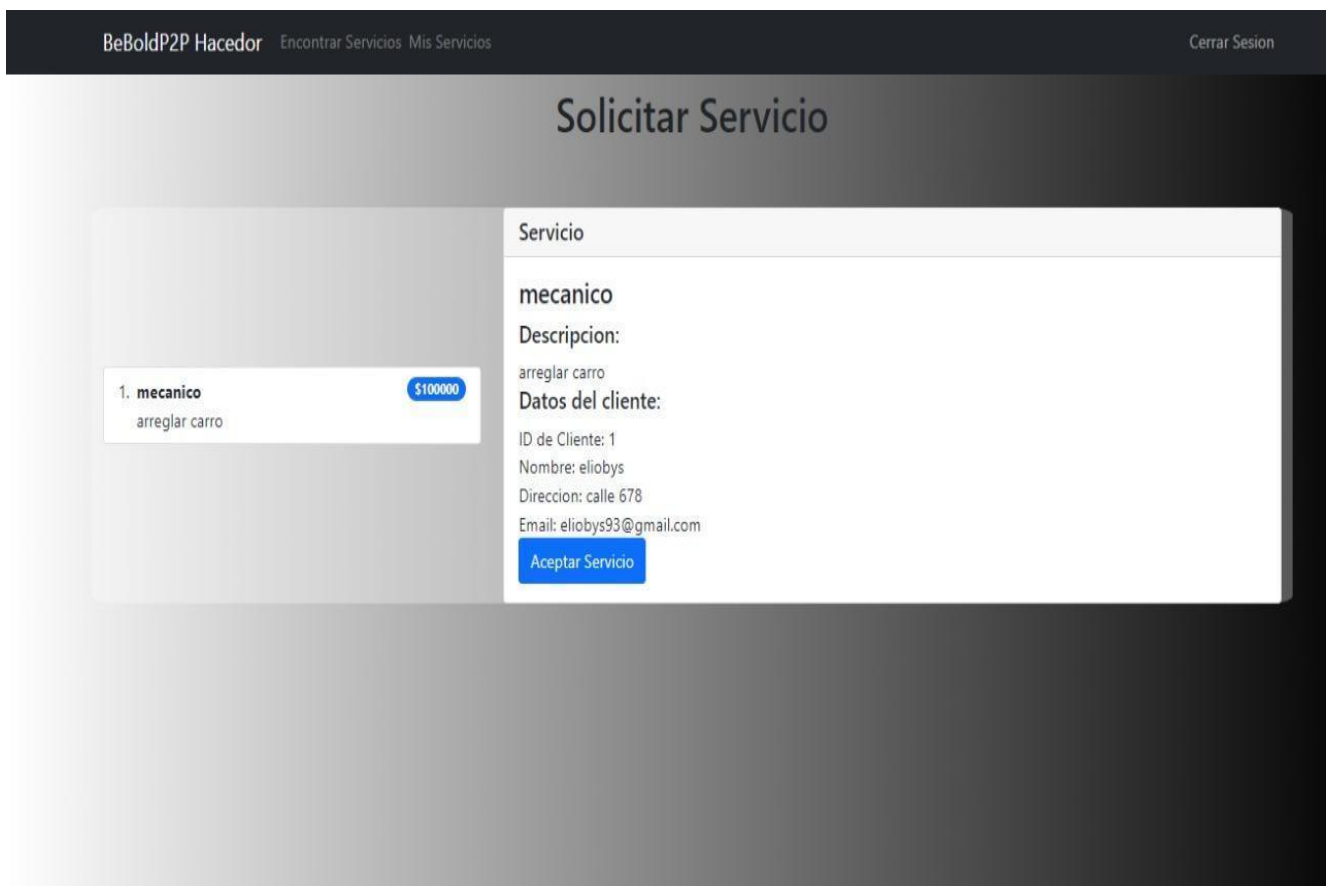 BeBoldP2P Hacedor Encontrar Servicios Mis Servicios Cerrar Sesion
Solicitar Servicio
1. mecanico $100000
arreglar carro
Servicio
mecanico
Descripcion:
arreglar carro
Datos del cliente:
ID de Cliente: 1
Nombre: eliobys
Direccion: calle 678
Email: eliobys93@gmail.com
Aceptar Servicio